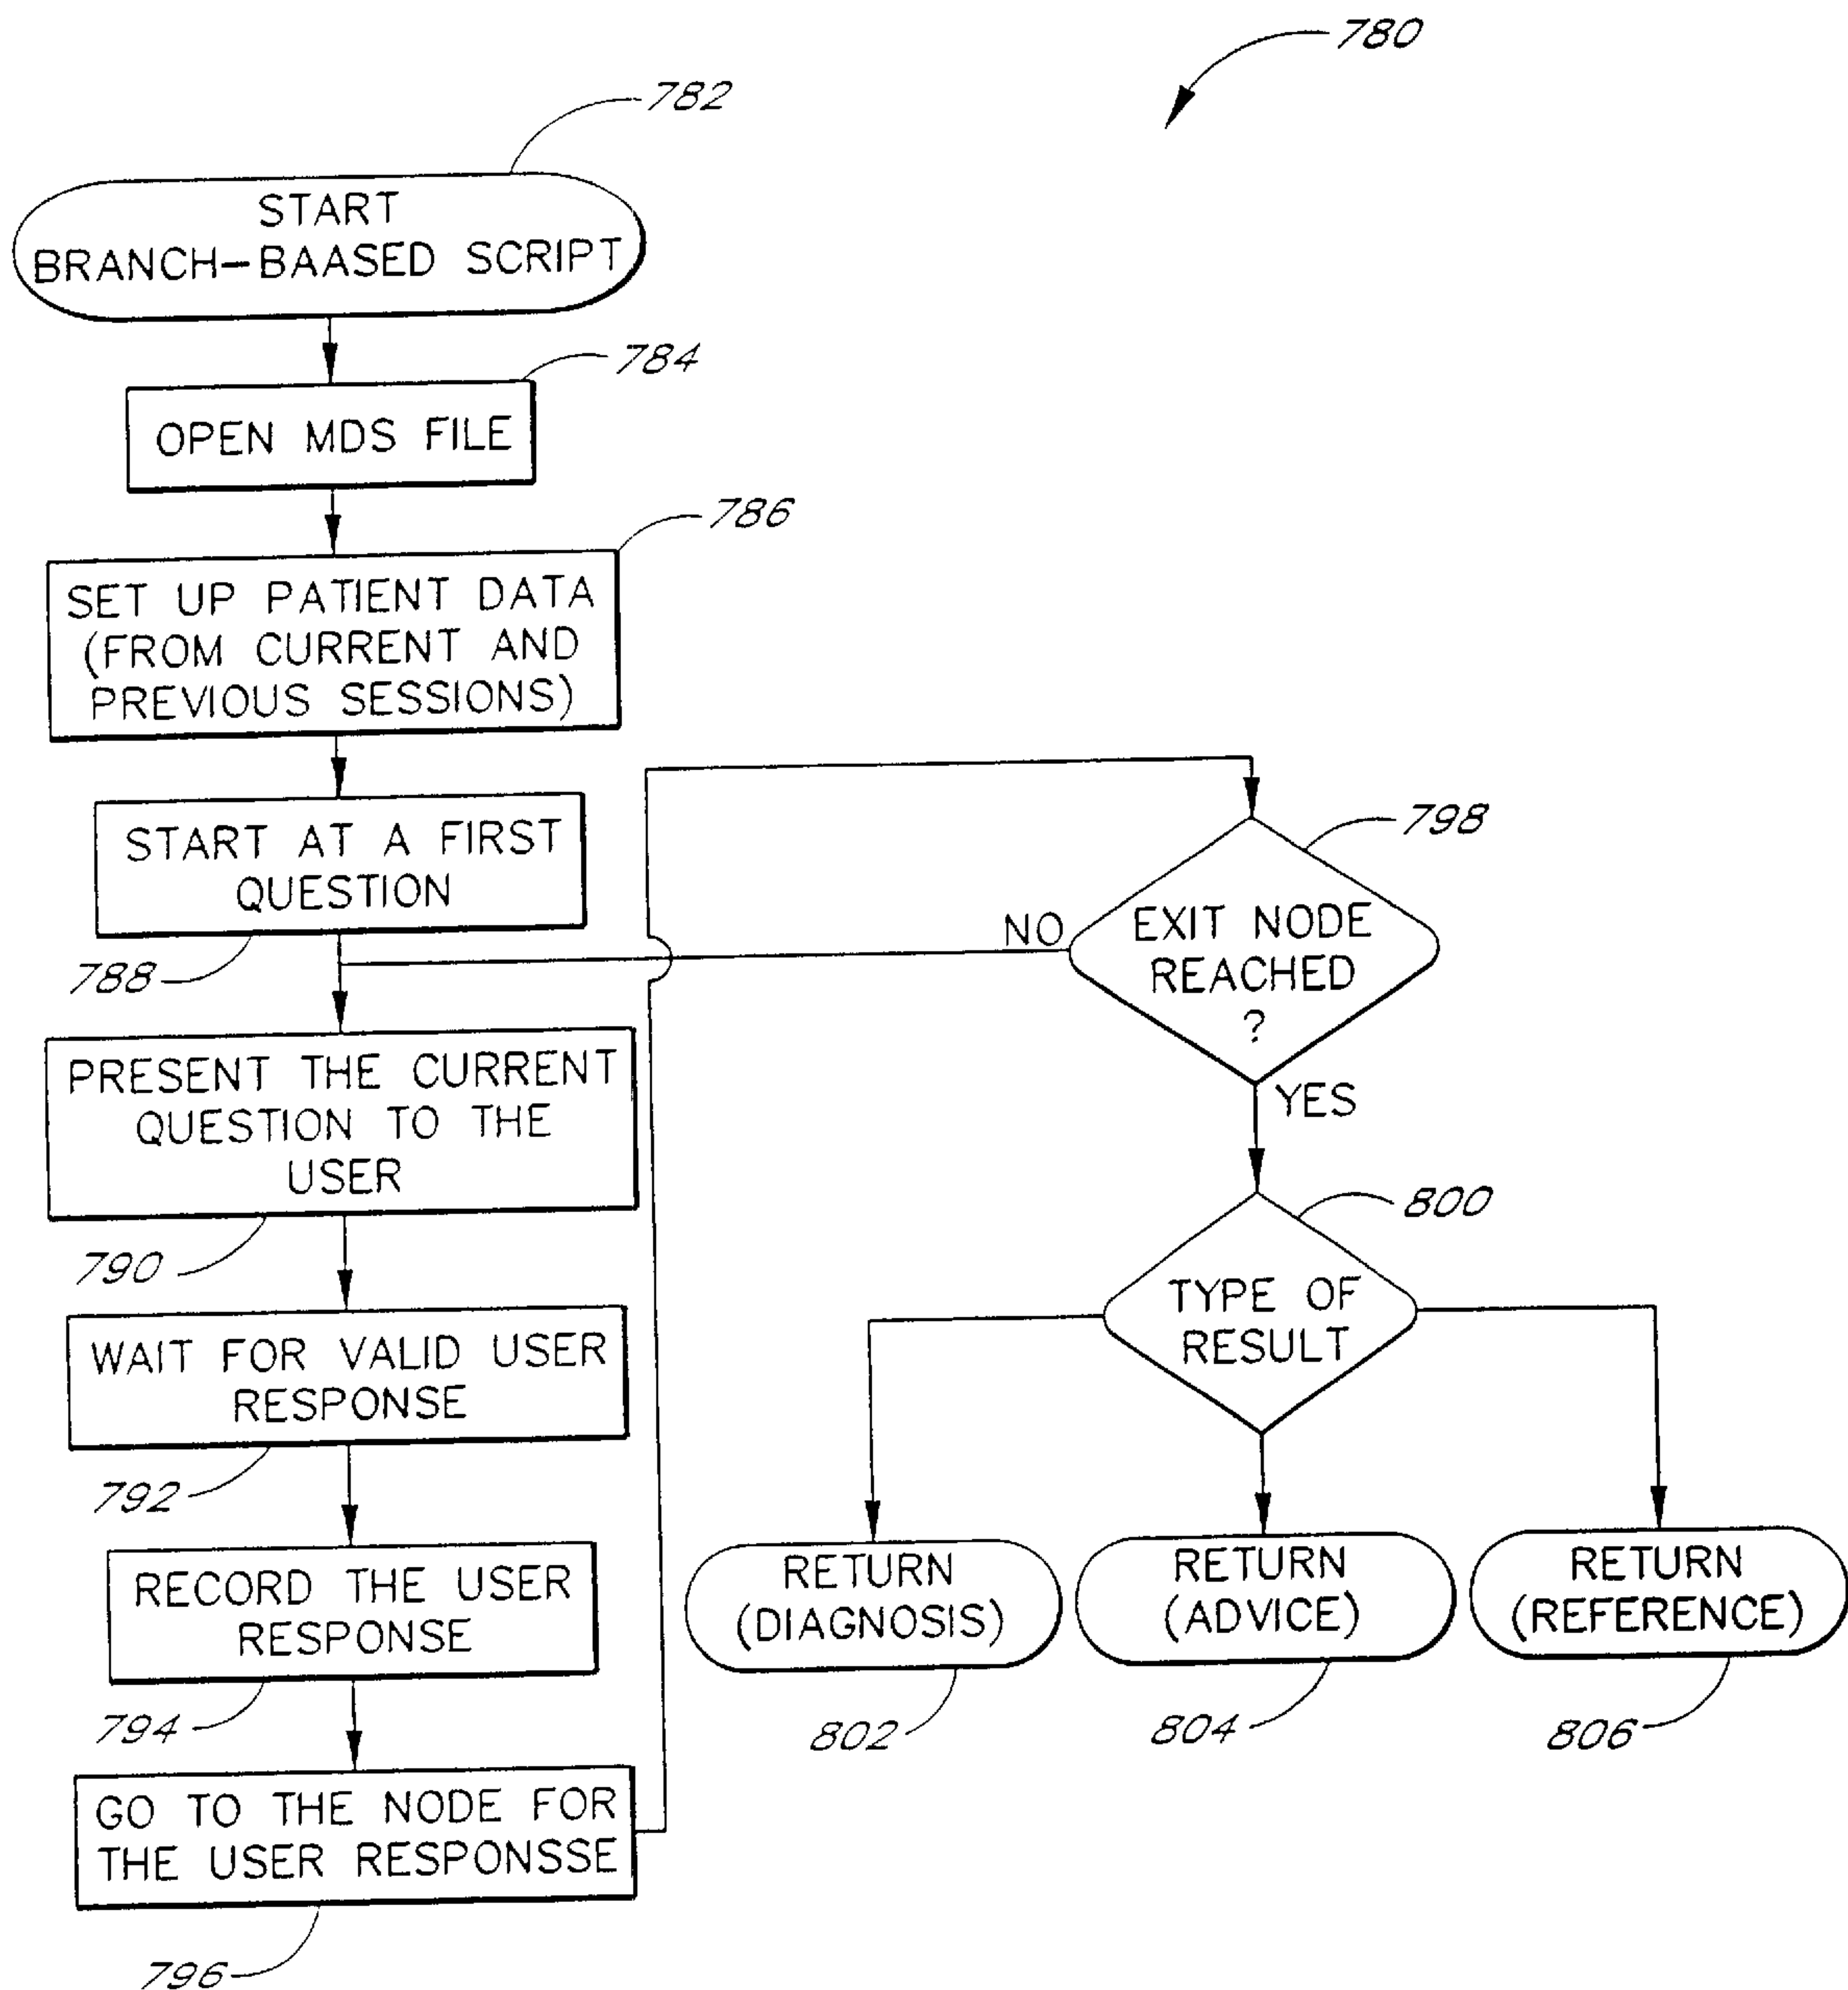 780
782
START
BRANCH-BAASED SCRIPT
784
OPEN MDS FILE
786
SET UP PATIENT DATA
(FROM CURRENT AND
PREVIOUS SESSIONS)
START AT A FIRST
QUESTION
788
PRESENT THE CURRENT
QUESTION TO THE
USER
790
WAIT FOR VALID USER
RESPONSE
792
RECORD THE USER
RESPONSE
794
GO TO THE NODE FOR
THE USER RESPONSSE
796
798
NO
EXIT NODE
REACHED
?
YES
800
TYPE OF
RESULT
RETURN
(DIAGNOSIS)
802
RETURN
(ADVICE)
804
RETURN
(REFERENCE)
806